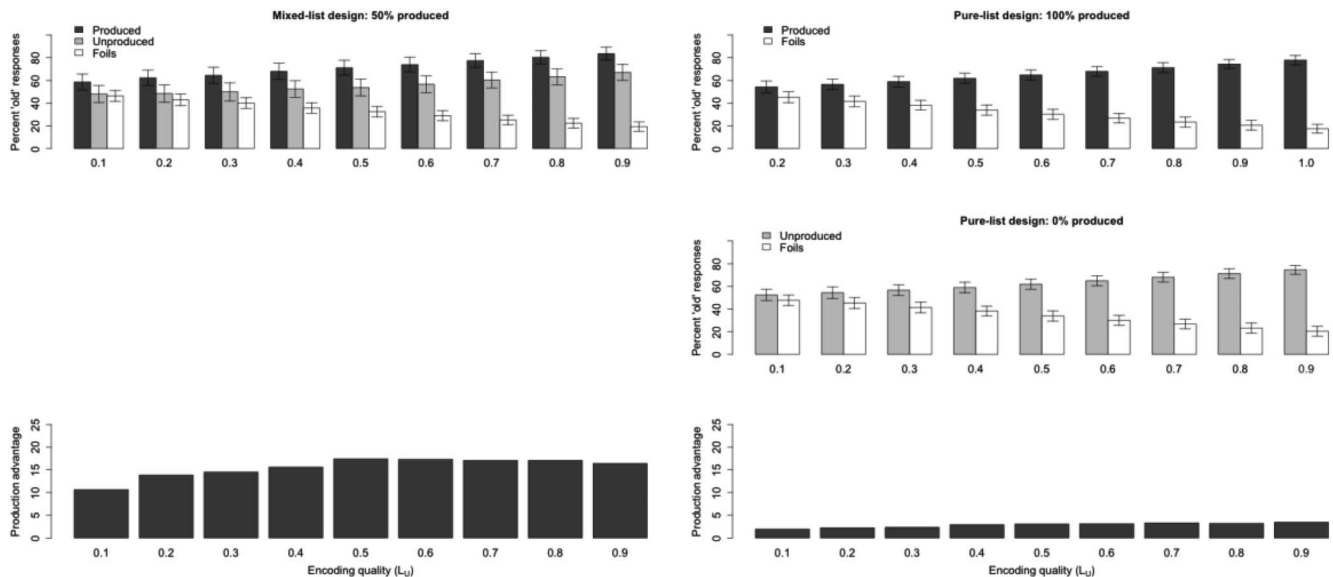 Mixed-list design: 50% produced
Produced
Unproduced
Foils
Percent 'old' responses
0 20 40 60 80
0.1 0.2 0.3 0.4 0.5 0.6 0.7 0.8 0.9
Pure-list design: 100% produced
Produced
Foils
Percent 'old' responses
0 20 40 60 80
0.2 0.3 0.4 0.5 0.6 0.7 0.8 0.9 1.0
Pure-list design: 0% produced
Unproduced
Foils
Percent 'old' responses
0 20 40 60 80
0.1 0.2 0.3 0.4 0.5 0.6 0.7 0.8 0.9
Production advantage
0 5 10 15 20 25
0.1 0.2 0.3 0.4 0.5 0.6 0.7 0.8 0.9
Encoding quality (LU)
Production advantage
0 5 10 15 20 25
0.1 0.2 0.3 0.4 0.5 0.6 0.7 0.8 0.9
Encoding quality (LU)